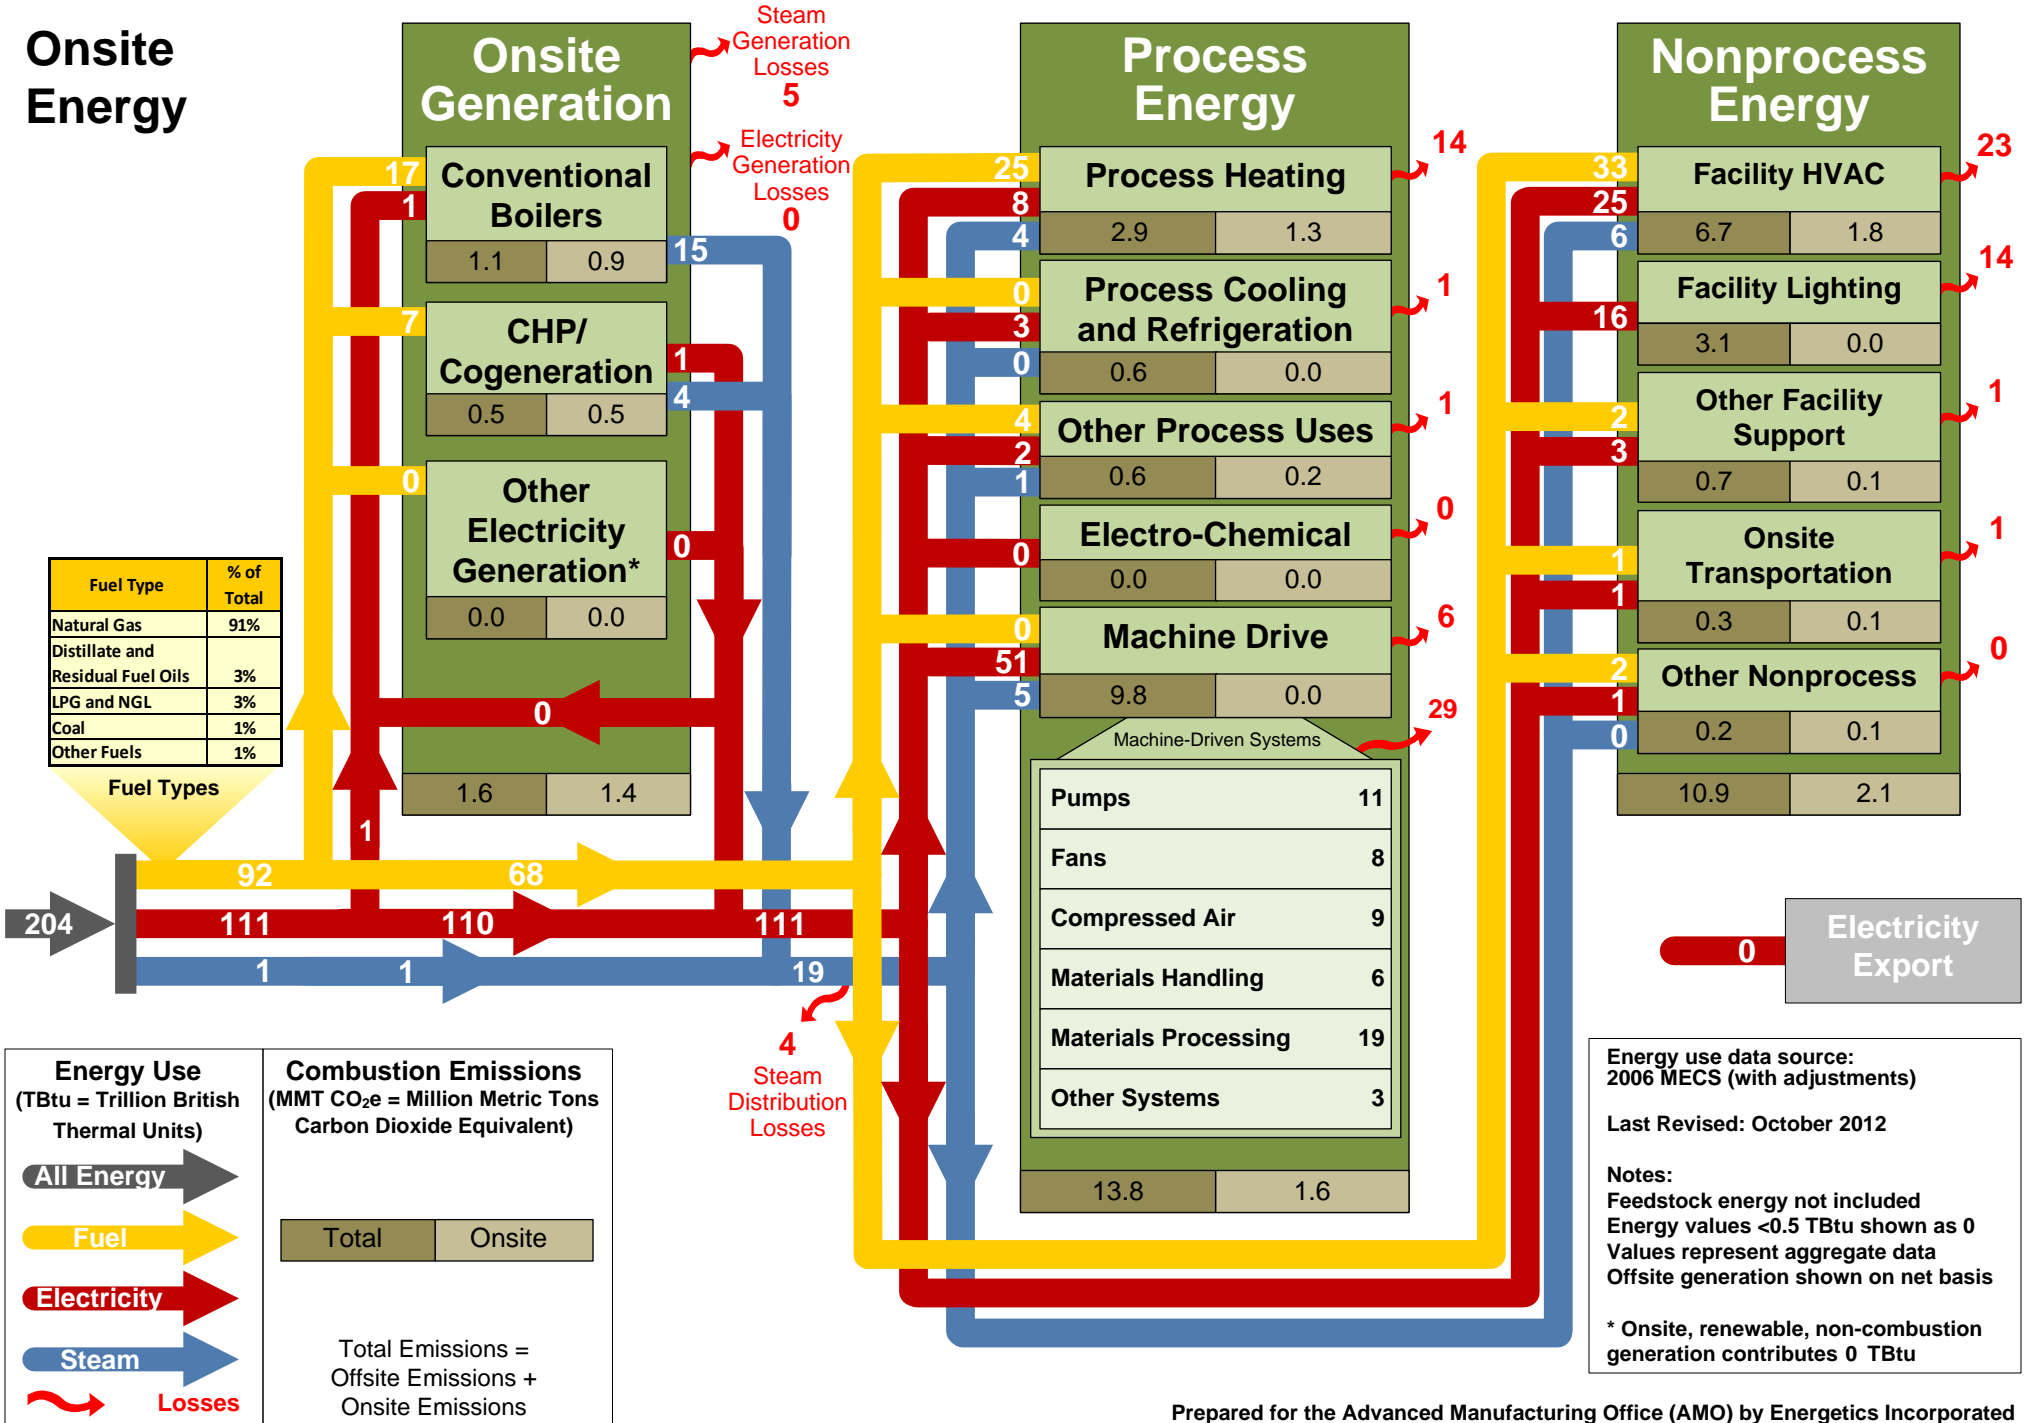 Onsite
Energy
Onsite
Generation
Steam
Generation
Losses
5
Electricity
Generation
Losses
0
17
1
Conventional
Boilers
1.1 0.9
15
7
CHP/
Cogeneration
0.5 0.5
1
4
0
Other
Electricity
Generation*
0.0 0.0
0
0
1.6 1.4
Fuel Type % of
Total
Natural Gas 91%
Distillate and
Residual Fuel Oils 3%
LPG and NGL 3%
Coal 1%
Other Fuels 1%
Fuel Types
1
204
92 68
111 110 111
1 1 19
4
Steam
Distribution
Losses
Process
Energy
25
8
4
Process Heating
2.9 1.3
14
0
3
0
Process Cooling
and Refrigeration
0.6 0.0
1
4
2
1
Other Process Uses
0.6 0.2
1
0
Electro-Chemical
0.0 0.0
0
0
51
5
Machine Drive
9.8 0.0
6
Machine-Driven Systems
29
Pumps 11
Fans 8
Compressed Air 9
Materials Handling 6
Materials Processing 19
Other Systems 3
13.8 1.6
Nonprocess
Energy
33
25
6
Facility HVAC
6.7 1.8
23
16
Facility Lighting
3.1 0.0
14
2
3
Other Facility
Support
0.7 0.1
1
1
1
Onsite
Transportation
0.3 0.1
1
2
1
0
Other Nonprocess
0.2 0.1
0
10.9 2.1
0
Electricity
Export
Energy Use
(TBtu = Trillion British
Thermal Units)
All Energy
Fuel
Electricity
Steam
Losses
Combustion Emissions
(MMT CO₂e = Million Metric Tons
Carbon Dioxide Equivalent)
Total Onsite
Total Emissions =
Offsite Emissions +
Onsite Emissions
Energy use data source:
2006 MECS (with adjustments)
Last Revised: October 2012
Notes:
Feedstock energy not included
Energy values <0.5 TBtu shown as 0
Values represent aggregate data
Offsite generation shown on net basis
* Onsite, renewable, non-combustion
generation contributes 0 TBtu
Prepared for the Advanced Manufacturing Office (AMO) by Energetics Incorporated